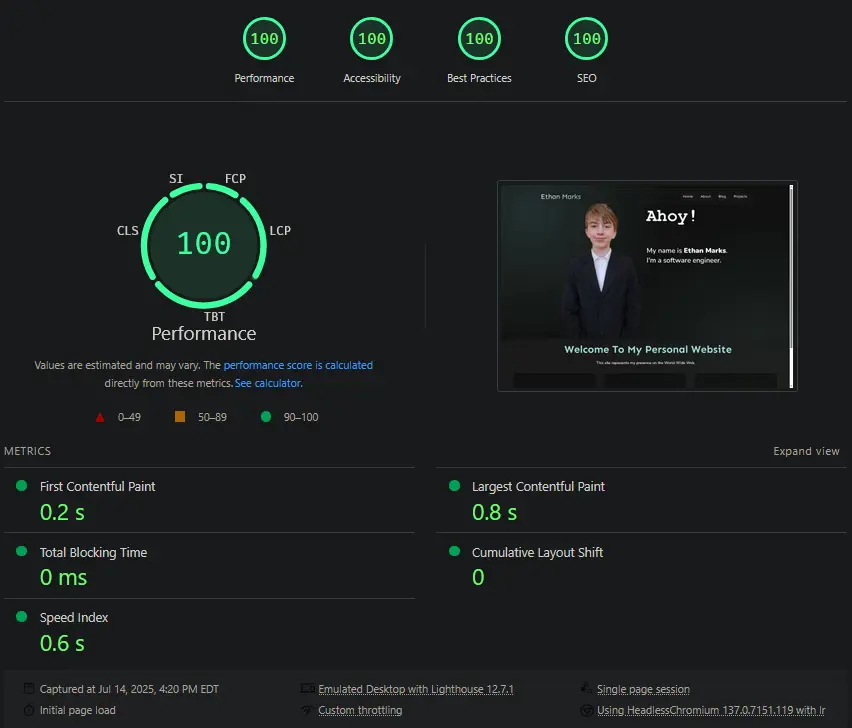 100 100 100 100
Performance Accessibility Best Practices SEO
SI FCP
CLS LCP
100
TBT
Performance
Values are estimated and may vary. The performance score is calculated
directly from these metrics. See calculator.
0–49 50–89 90–100
Ethan Marks Home About Blog Projects
Ahoy!
My name is Ethan Marks.
I'm a software engineer.
Welcome To My Personal Website
This site represents my presence on the World Wide Web.
METRICS Expand view
First Contentful Paint Largest Contentful Paint
0.2 s 0.8 s
Total Blocking Time Cumulative Layout Shift
0 ms 0
Speed Index
0.6 s
Captured at Jul 14, 2025, 4:20 PM EDT Emulated Desktop with Lighthouse 12.7.1 Single page session
Initial page load Custom throttling Using HeadlessChromium 137.0.7151.119 with lr